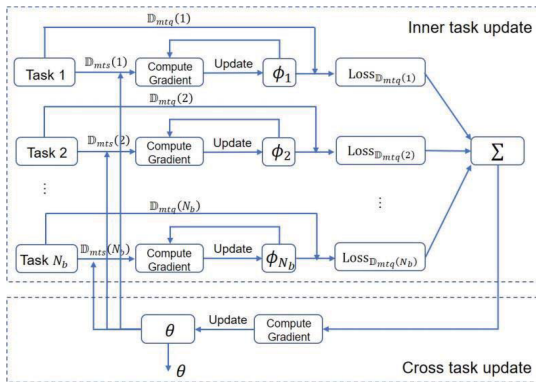 𝔻_{mtq}(1)
Inner task update
Task 1
𝔻_{mts}(1)
Compute Gradient
Update
ϕ_1
Loss_{𝔻_{mtq}(1)}
𝔻_{mtq}(2)
Task 2
𝔻_{mts}(2)
Compute Gradient
Update
ϕ_2
Loss_{𝔻_{mtq}(2)}
Σ
⋮
⋮
𝔻_{mtq}(N_b)
Task N_b
𝔻_{mts}(N_b)
Compute Gradient
Update
ϕ_{N_b}
Loss_{𝔻_{mtq}(N_b)}
θ
Update
Compute Gradient
θ
Cross task update